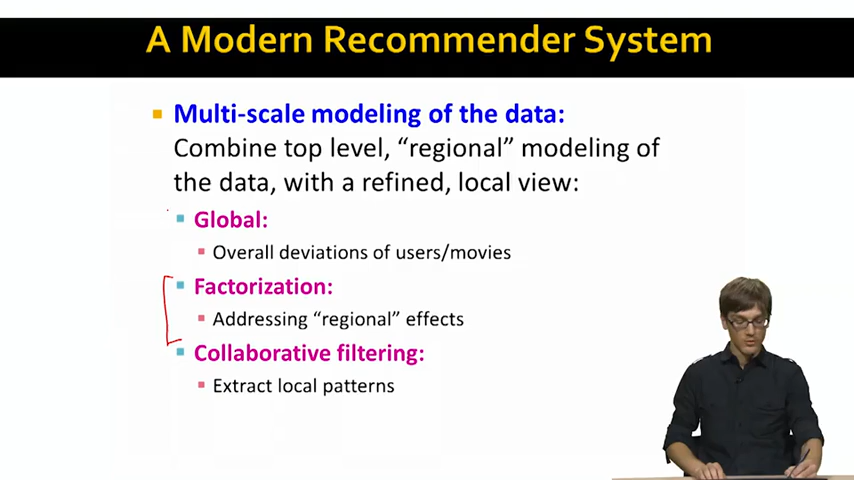 A Modern Recommender System
Multi-scale modeling of the data:
Combine top level, “regional” modeling of
the data, with a refined, local view:
Global:
Overall deviations of users/movies
Factorization:
Addressing “regional” effects
Collaborative filtering:
Extract local patterns